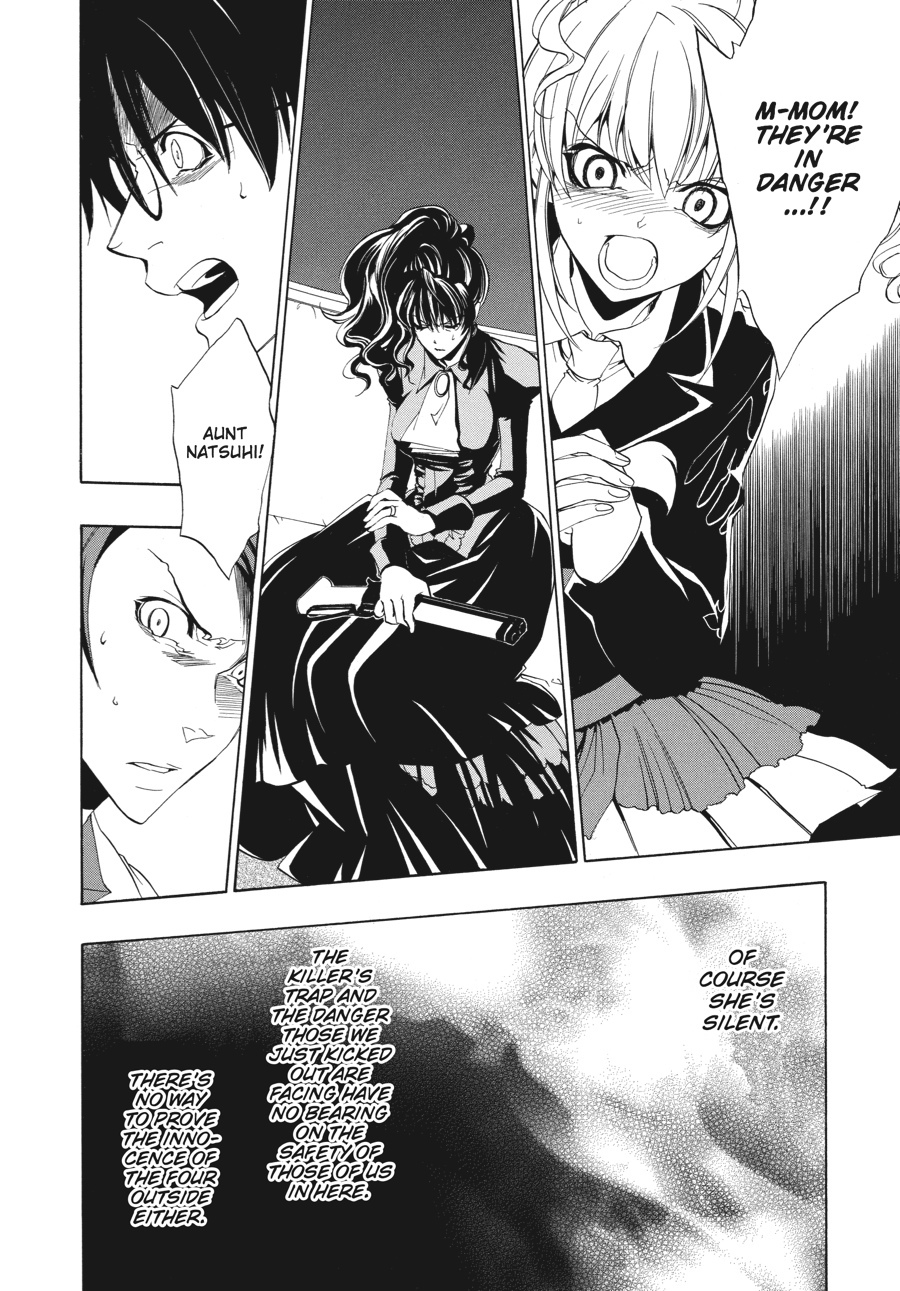 M-MOM!
THEY'RE
IN
DANGER
...!!
AUNT
NATSUHI!
OF
COURSE
SHE'S
SILENT.
THE
KILLER'S
TRAP AND
THE DANGER
THOSE WE
JUST KICKED
OUT ARE
FACING HAVE
NO BEARING
ON THE
SAFETY OF
THOSE OF US
IN HERE.
THERE'S
NO WAY
TO PROVE
THE INNO-
CENCE OF
THE FOUR
OUTSIDE
EITHER.